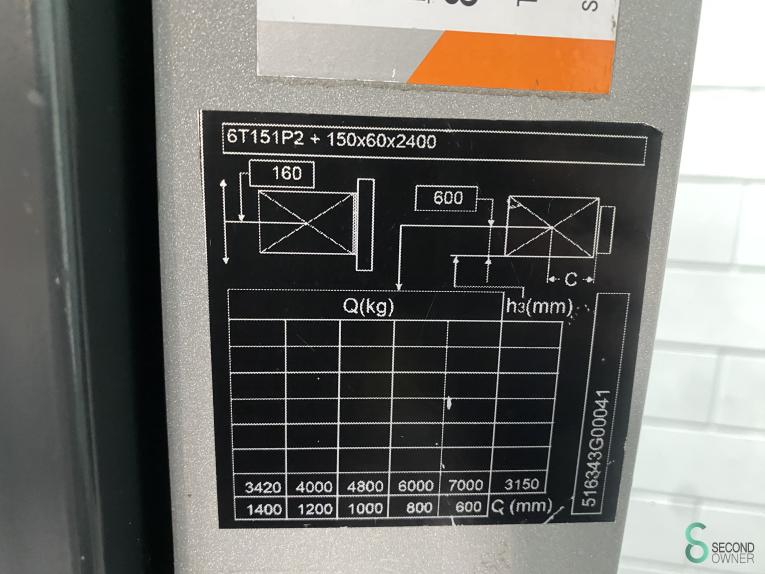 6T151P2 + 150x60x2400
160
600
C
Q(kg) h3(mm)
3420 4000 4800 6000 7000 3150
1400 1200 1000 800 600 Q (mm)
516343G00041
SECOND
OWNER